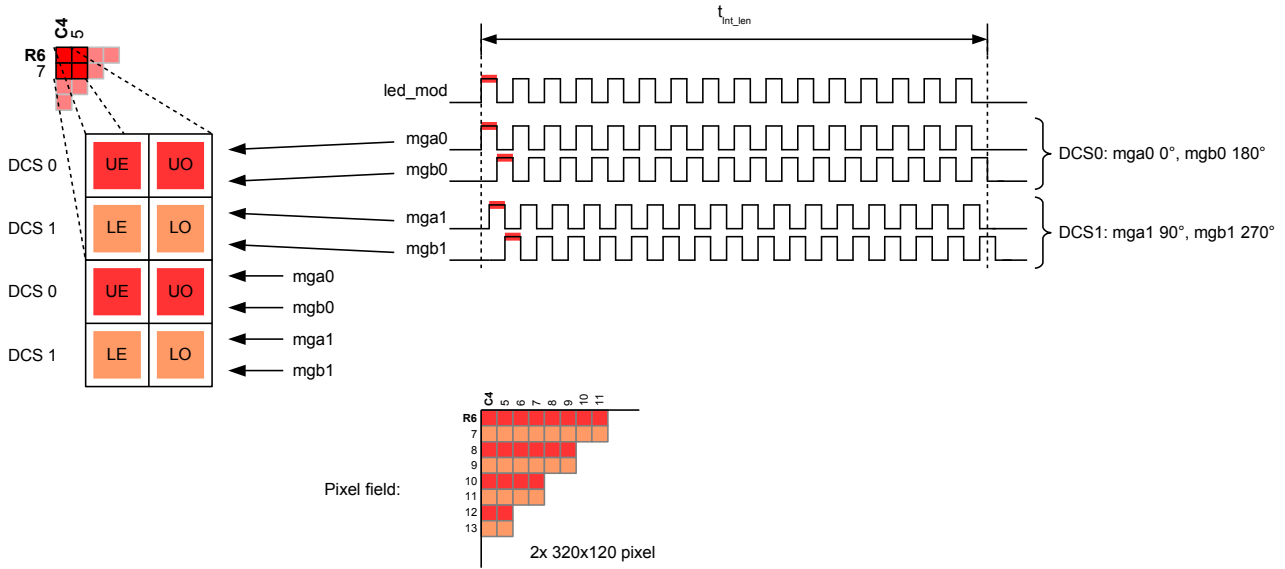 C4
5
R6
7
DCS 0
UE
UO
DCS 1
LE
LO
DCS 0
UE
UO
DCS 1
LE
LO
mga0
mgb0
mga1
mgb1
tInt_len
led_mod
mga0
mgb0
DCS0: mga0 0°, mgb0 180°
mga1
mgb1
DCS1: mga1 90°, mgb1 270°
Pixel field:
C4 5 6 7 8 9 10 11
R6
7
8
9
10
11
12
13
2x 320x120 pixel